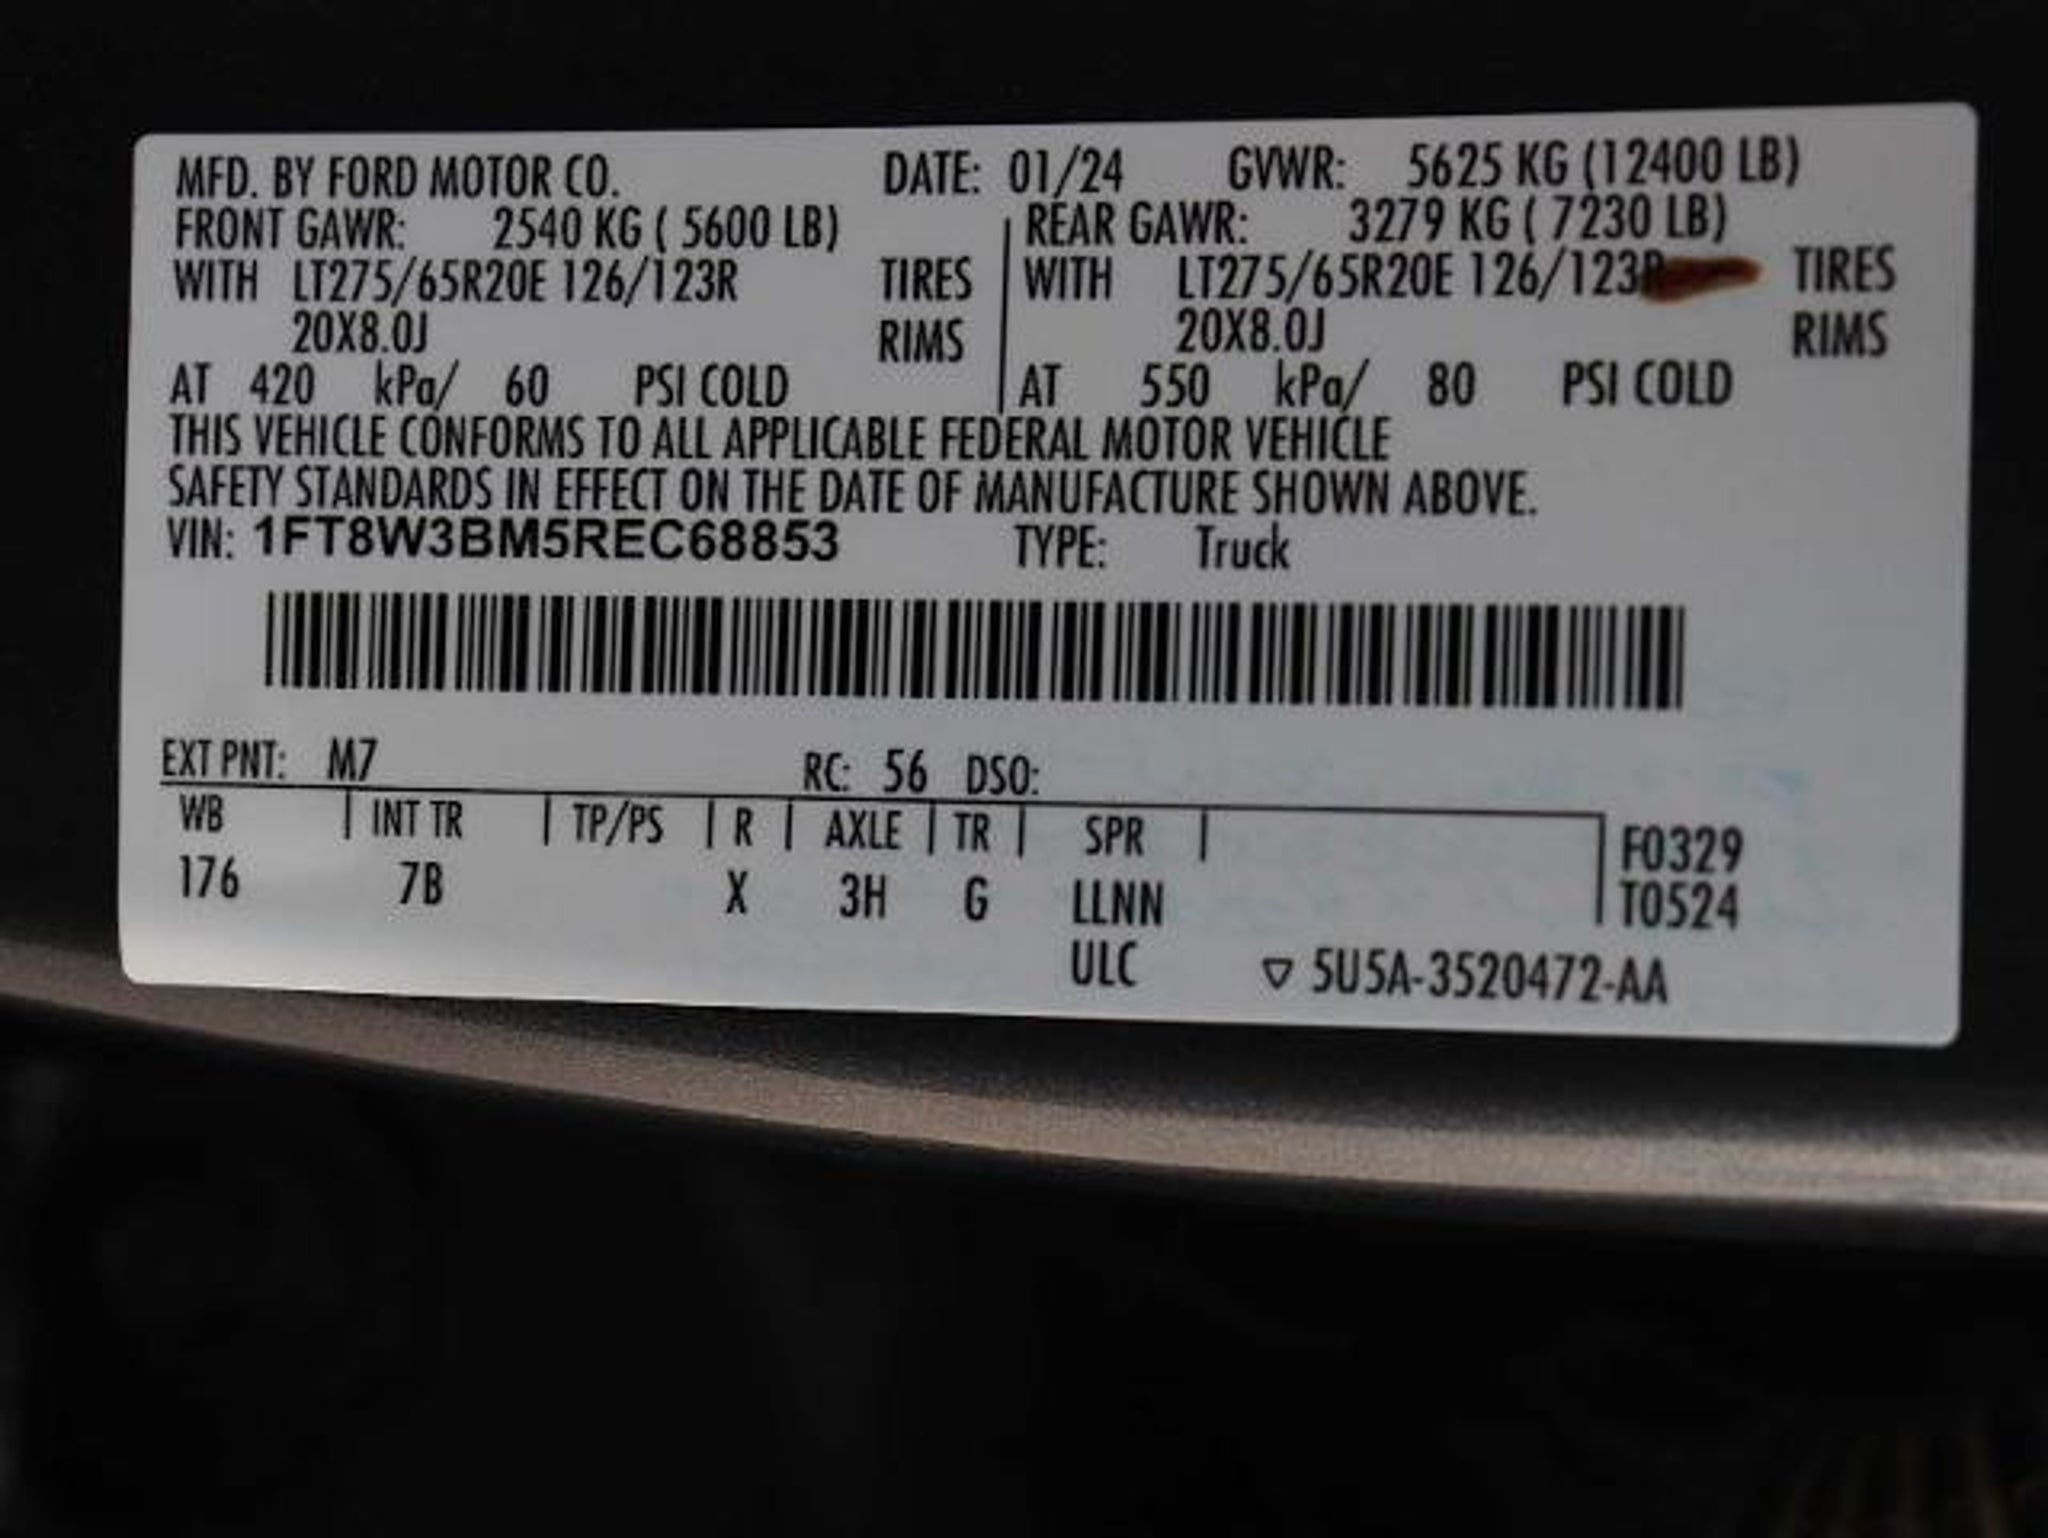 MFD. BY FORD MOTOR CO. DATE: 01/24 GVWR: 5625 KG (12400 LB)
FRONT GAWR: 2540 KG ( 5600 LB) REAR GAWR: 3279 KG ( 7230 LB)
WITH LT275/65R20E 126/123R TIRES WITH LT275/65R20E 126/123R TIRES
20X8.0J RIMS 20X8.0J RIMS
AT 420 kPa/ 60 PSI COLD AT 550 kPa/ 80 PSI COLD
THIS VEHICLE CONFORMS TO ALL APPLICABLE FEDERAL MOTOR VEHICLE
SAFETY STANDARDS IN EFFECT ON THE DATE OF MANUFACTURE SHOWN ABOVE.
VIN: 1FT8W3BM5REC68853 TYPE: Truck
EXT PNT: M7 RC: 56 DSO:
WB INT TR TP/PS R AXLE TR SPR F0329
176 7B X 3H G LLNN T0524
ULC ▽ 5U5A-3520472-AA